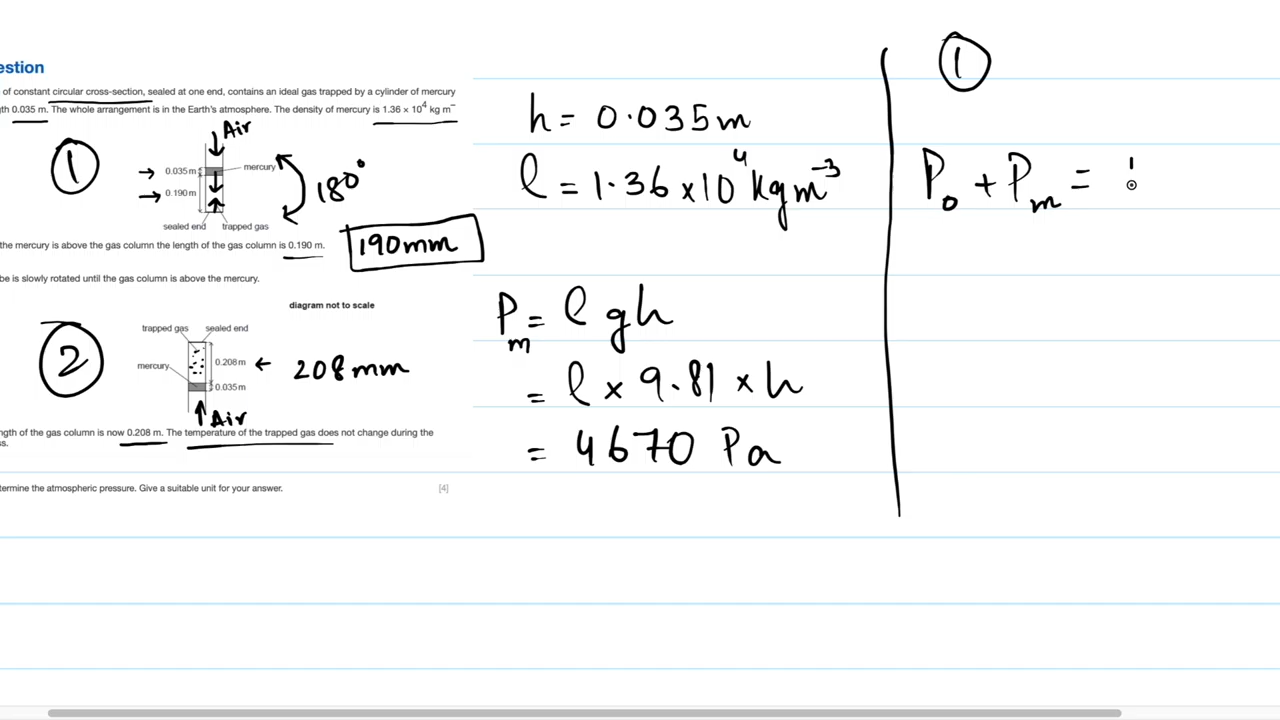 estion
of constant circular cross-section, sealed at one end, contains an ideal gas trapped by a cylinder of mercury
gth 0.035 m. The whole arrangement is in the Earth's atmosphere. The density of mercury is 1.36 × 10⁴ kg m⁻
① Air
0.035 m mercury
0.190 m 180°
sealed end trapped gas
the mercury is above the gas column the length of the gas column is 0.190 m. 190mm
be is slowly rotated until the gas column is above the mercury.
diagram not to scale
② trapped gas sealed end
0.208 m ← 208mm
mercury
0.035 m
Air
ngth of the gas column is now 0.208 m. The temperature of the trapped gas does not change during the
ss.
termine the atmospheric pressure. Give a suitable unit for your answer. [4]
h = 0.035m
ρ = 1.36 × 10⁴ kg m⁻³
Pm = ρgh
= ρ × 9.81 × h
= 4670 Pa
①
P₀ + Pm =